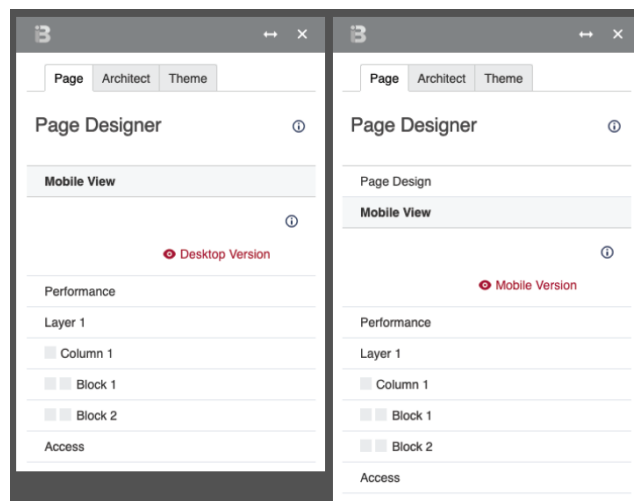 iB
Page Architect Theme
Page Designer
Mobile View
Desktop Version
Performance
Layer 1
Column 1
Block 1
Block 2
Access
iB
Page Architect Theme
Page Designer
Page Design
Mobile View
Mobile Version
Performance
Layer 1
Column 1
Block 1
Block 2
Access